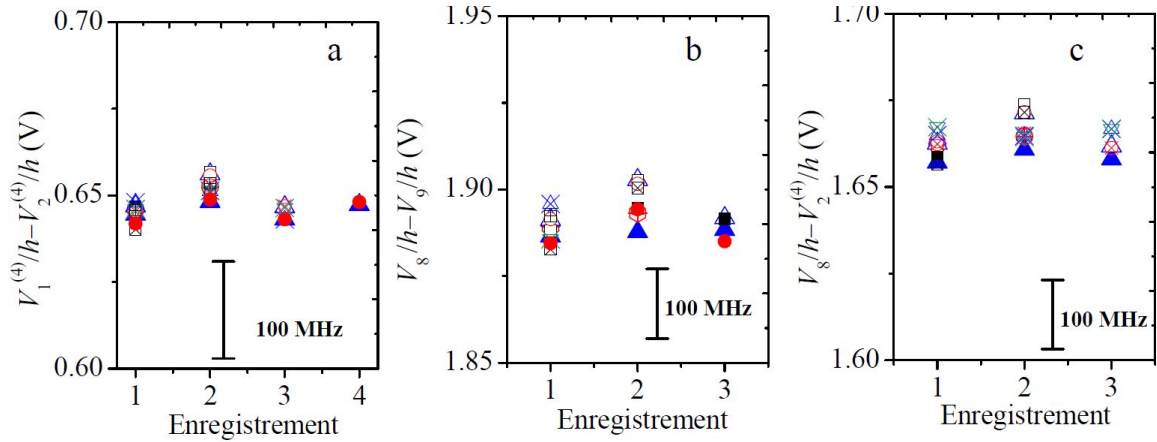 0.70
0.65
0.60
V₁⁽⁴⁾/h−V₂⁽⁴⁾/h (V)
a
100 MHz
1 2 3 4
Enregistrement
1.95
1.90
1.85
V₈/h−V₉/h (V)
b
100 MHz
1 2 3
Enregistrement
1.70
1.65
1.60
V₈/h−V₂⁽⁴⁾/h (V)
c
100 MHz
1 2 3
Enregistrement